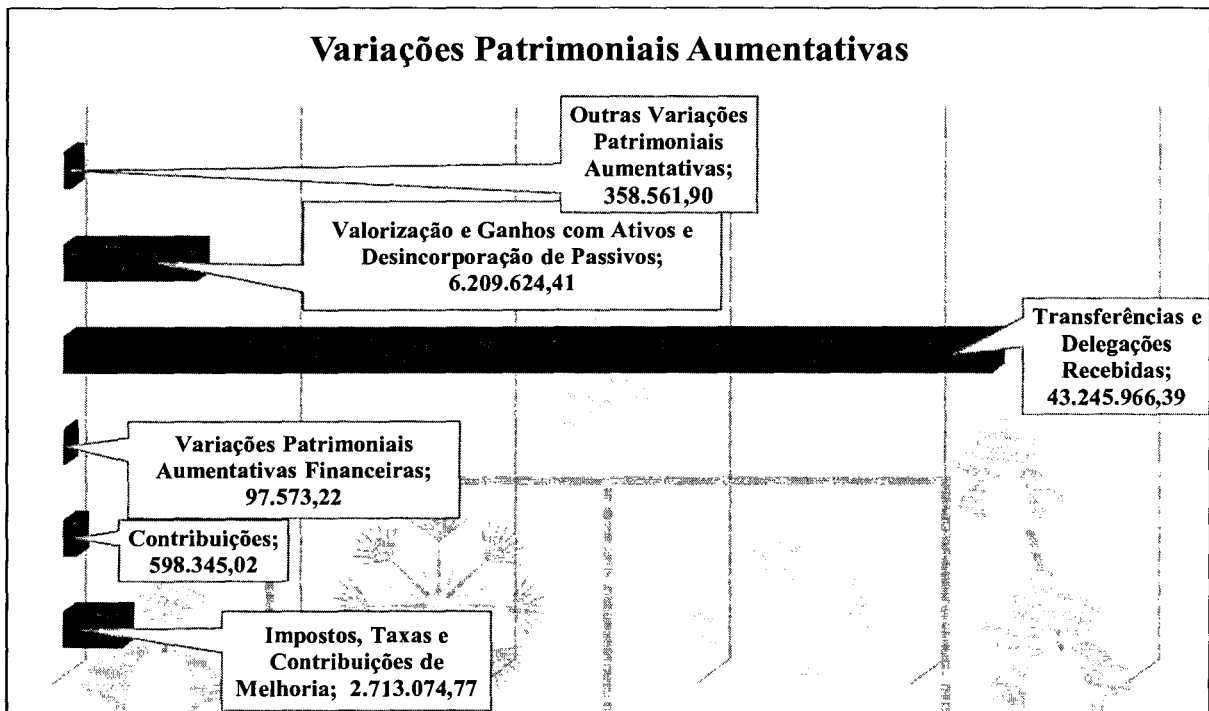 Variações Patrimoniais Aumentativas
Outras Variações
Patrimoniais
Aumentativas;
358.561,90
Valorização e Ganhos com Ativos e
Desincorporação de Passivos;
6.209.624,41
Transferências e
Delegações
Recebidas;
43.245.966,39
Variações Patrimoniais
Aumentativas Financeiras;
97.573,22
Contribuições;
598.345,02
Impostos, Taxas e
Contribuições de
Melhoria; 2.713.074,77